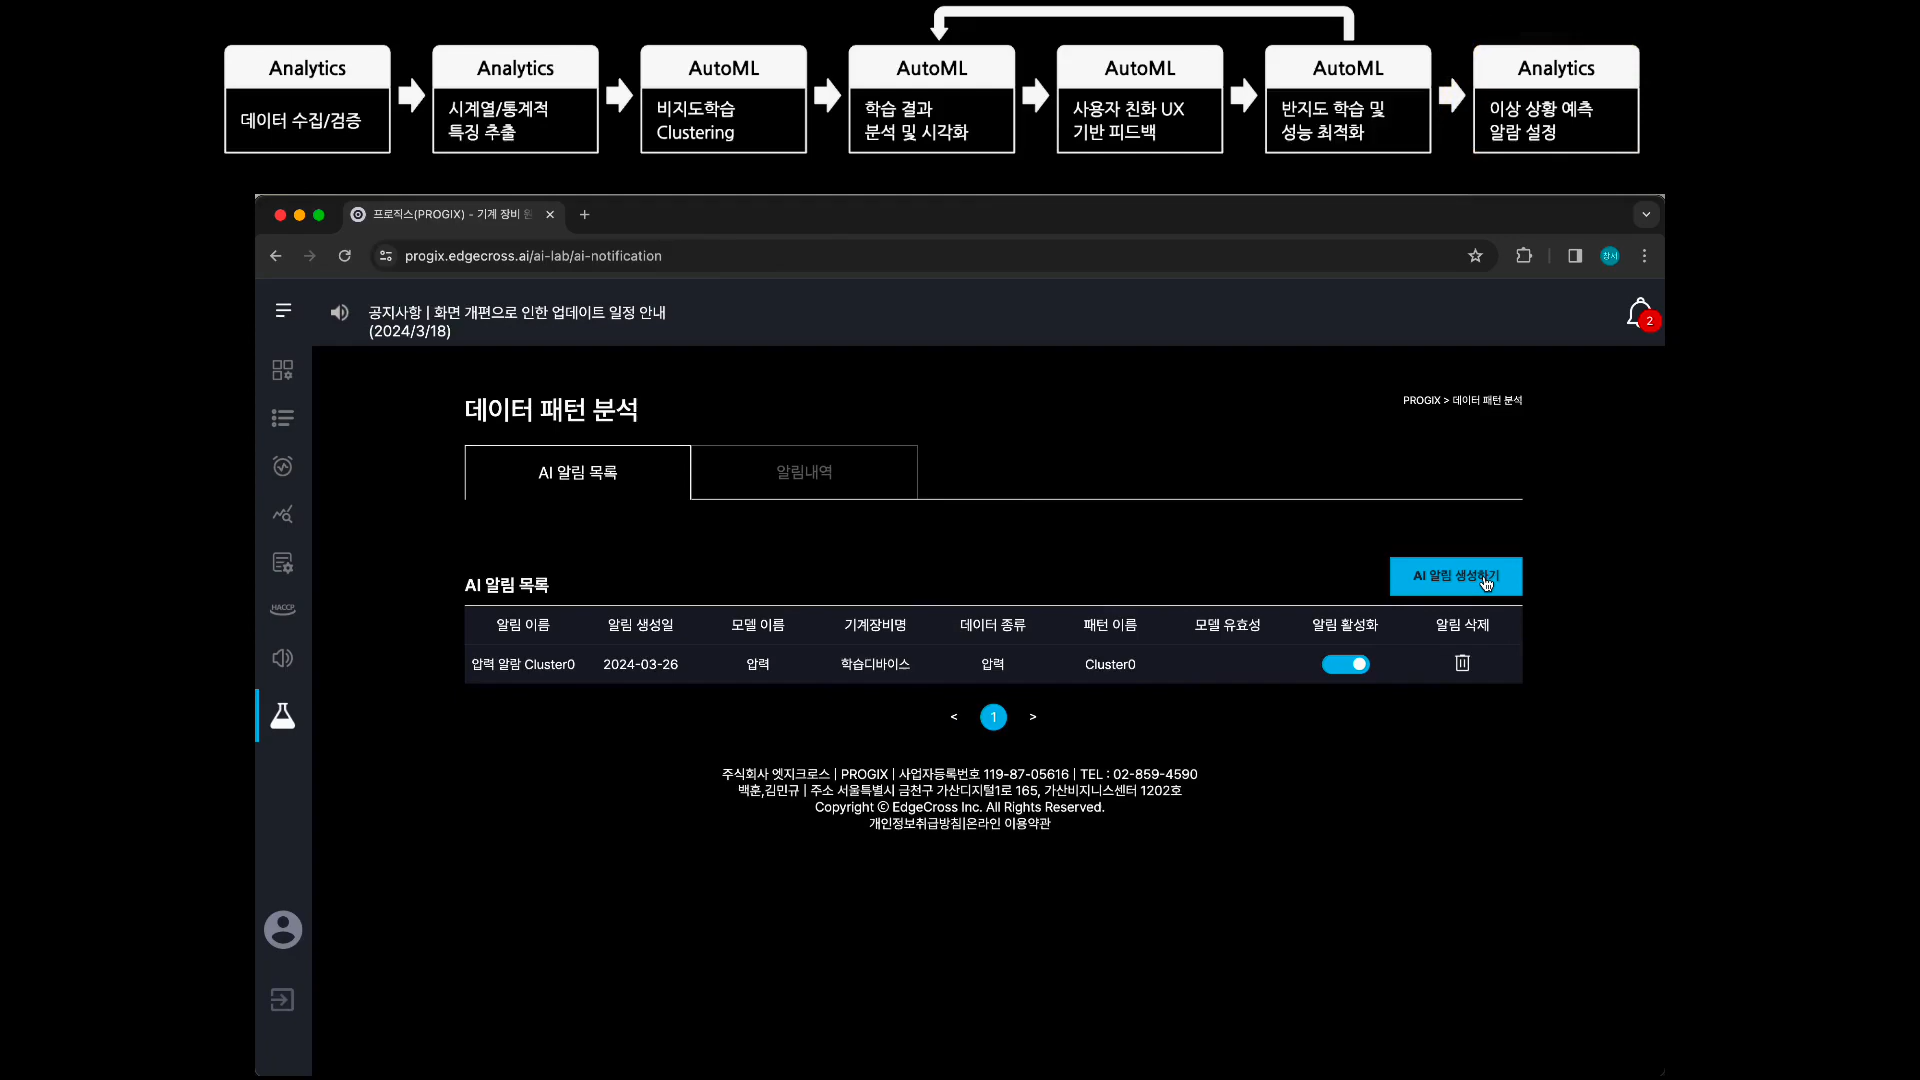 Analytics
데이터 수집/검증
Analytics
시계열/통계적
특징 추출
AutoML
비지도학습
Clustering
AutoML
학습 결과
분석 및 시각화
AutoML
사용자 친화 UX
기반 피드백
AutoML
반지도 학습 및
성능 최적화
Analytics
이상 상황 예측
알람 설정
프로직스(PROGIX) - 기계 장비 원
progix.edgecross.ai/ai-lab/ai-notification
창서
공지사항 | 화면 개편으로 인한 업데이트 일정 안내
(2024/3/18)
2
HACCP
데이터 패턴 분석
PROGIX > 데이터 패턴 분석
AI 알림 목록
알림내역
AI 알림 목록
AI 알림 생성하기
알림 이름 알림 생성일 모델 이름 기계장비명 데이터 종류 패턴 이름 모델 유효성 알림 활성화 알림 삭제
압력 알람 Cluster0 2024-03-26 압력 학습디바이스 압력 Cluster0
< 1 >
주식회사 엣지크로스 | PROGIX | 사업자등록번호 119-87-05616 | TEL : 02-859-4590
백훈,김민규 | 주소 서울특별시 금천구 가산디지털1로 165, 가산비지니스센터 1202호
Copyright ⓒ EdgeCross Inc. All Rights Reserved.
개인정보취급방침|온라인 이용약관